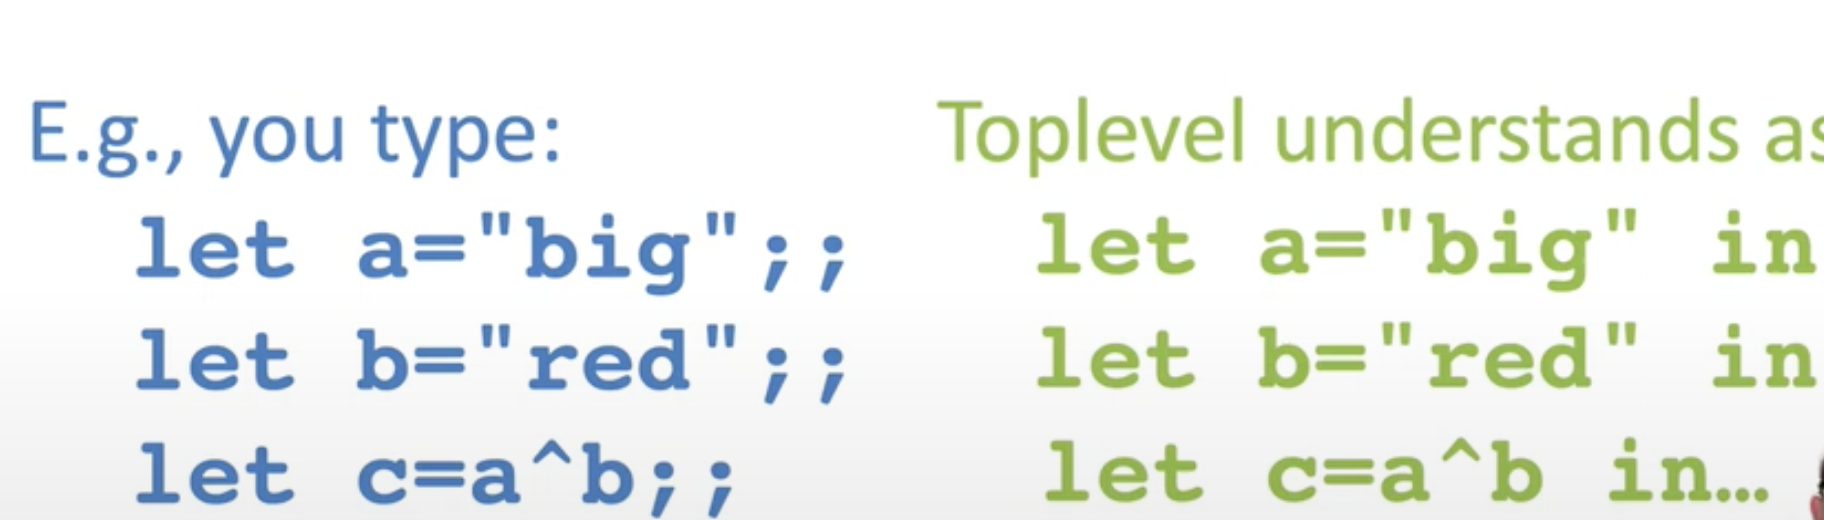 E.g., you type:
let a="big";;
let b="red";;
let c=a^b;;
Toplevel understands as
let a="big" in
let b="red" in
let c=a^b in…